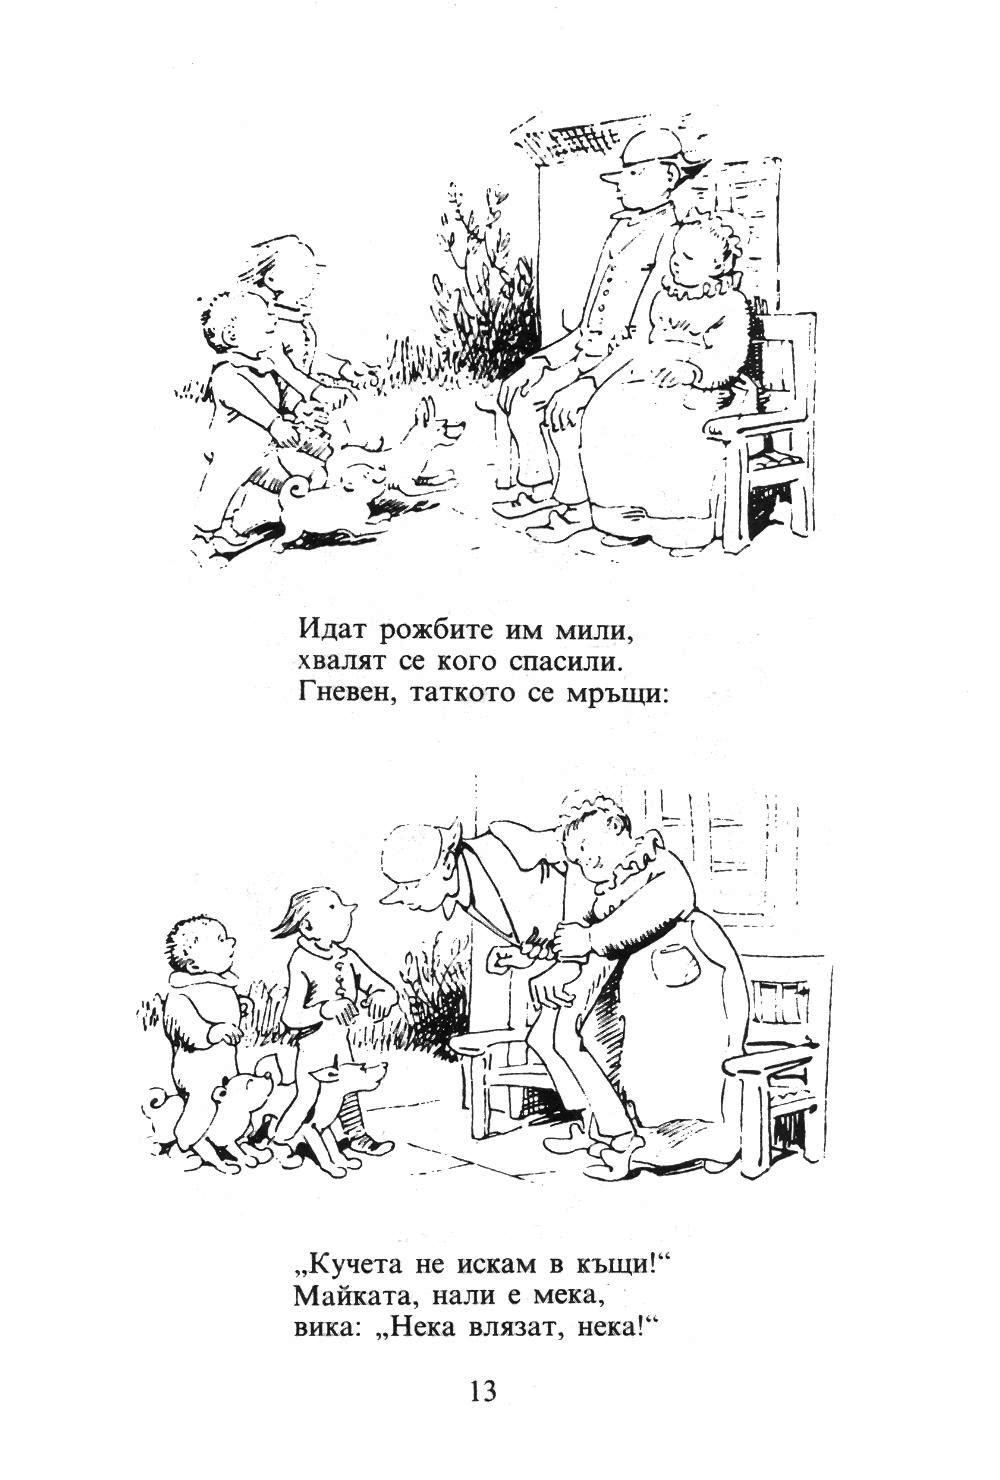 Идат рожбите им мили,
хвалят се кого спасили.
Гневен, таткото се мръщи:
„Кучета не искам в къщи!“
Майката, нали е мека,
вика: „Нека влязат, нека!“
13